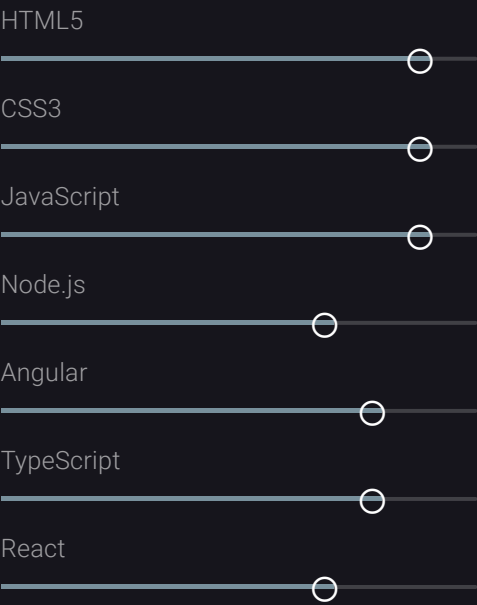 HTML5
CSS3
JavaScript
Node.js
Angular
TypeScript
React